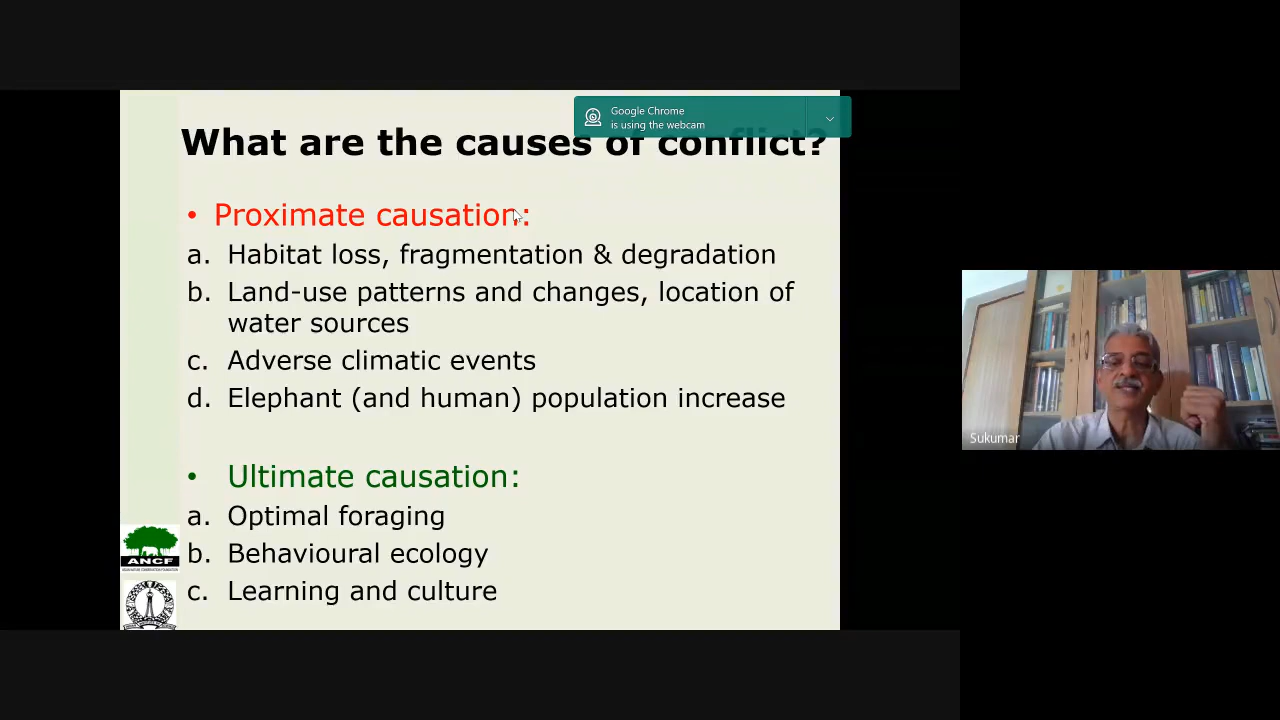 Google Chrome
is using the webcam
What are the causes of conflict?
• Proximate causation:
a. Habitat loss, fragmentation & degradation
b. Land-use patterns and changes, location of
water sources
c. Adverse climatic events
d. Elephant (and human) population increase
• Ultimate causation:
a. Optimal foraging
b. Behavioural ecology
c. Learning and culture
ANCF
Sukumar